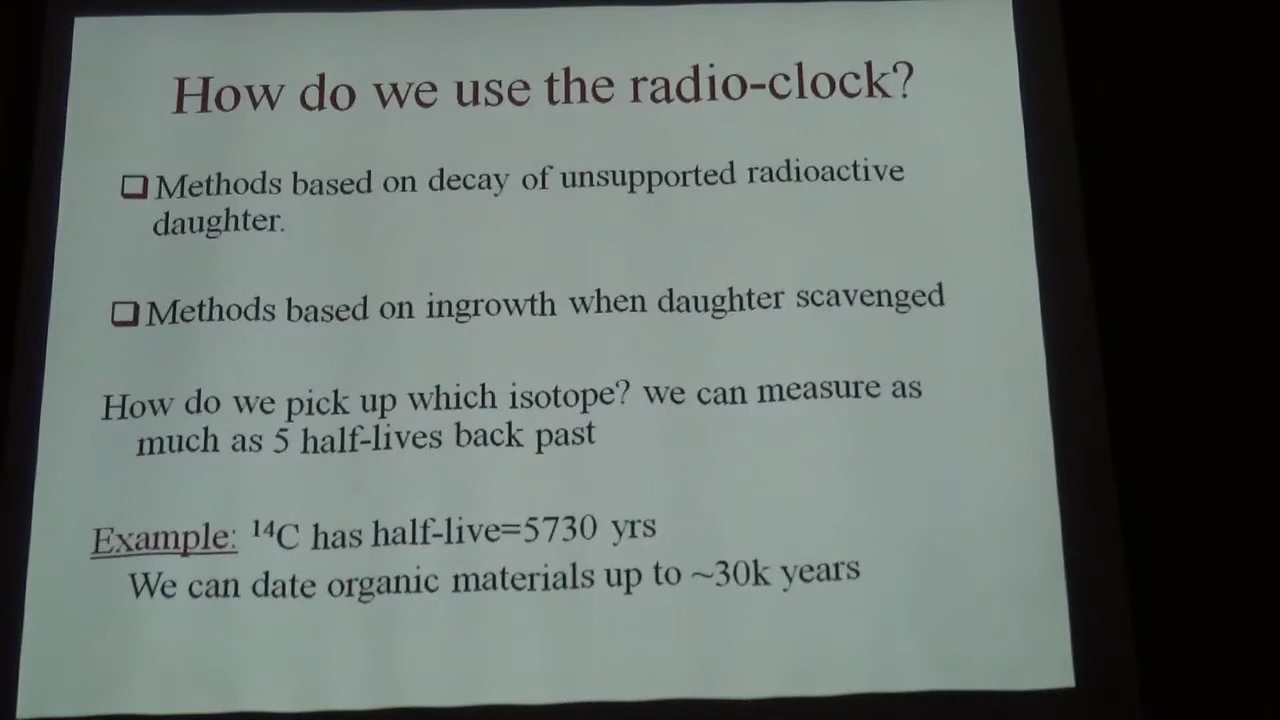 How do we use the radio-clock?
❑ Methods based on decay of unsupported radioactive
daughter.
❑ Methods based on ingrowth when daughter scavenged
How do we pick up which isotope? we can measure as
much as 5 half-lives back past
Example: ¹⁴C has half-live=5730 yrs
We can date organic materials up to ~30k years